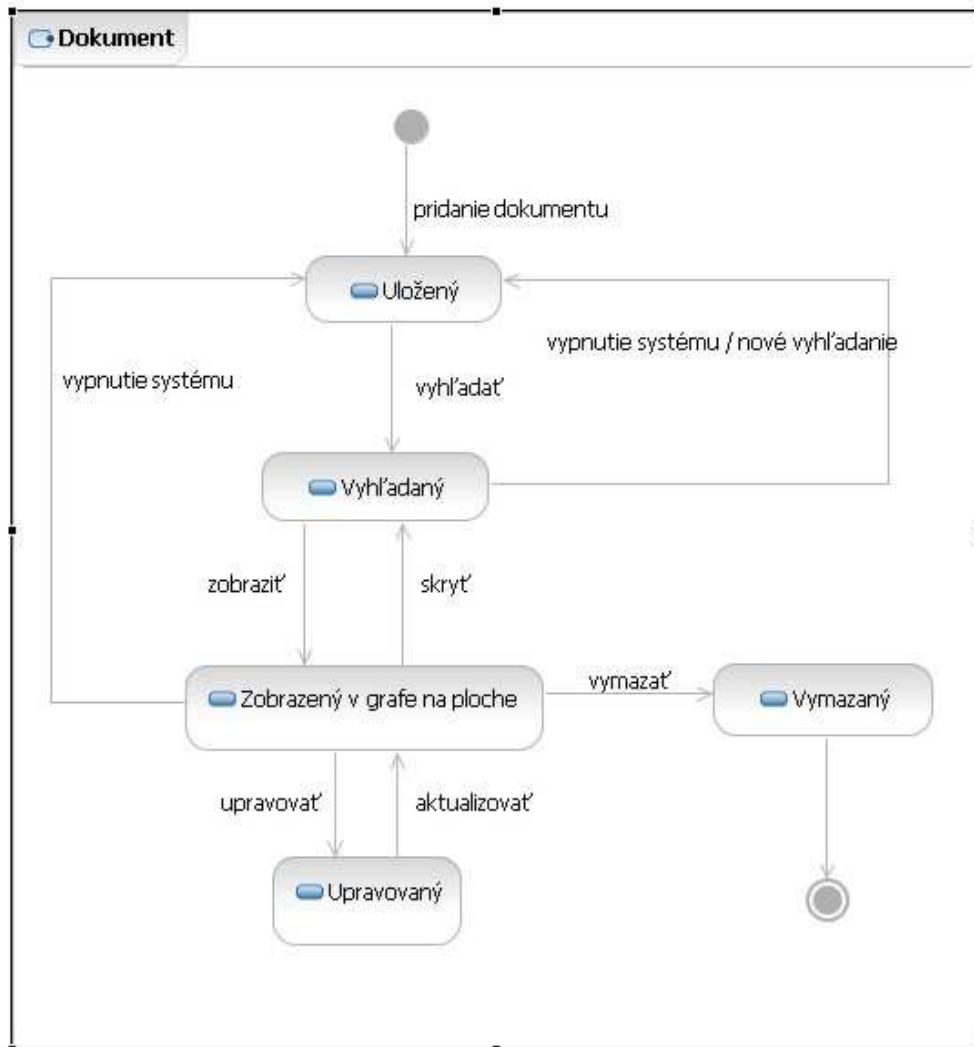 Dokument
pridanie dokumentu
Uložený
vypnutie systému / nové vyhľadanie
vypnutie systému
vyhľadať
Vyhľadaný
zobraziť
skryť
Zobrazený v grafe na ploche
vymazať
Vymazaný
upravovať
aktualizovať
Upravovaný